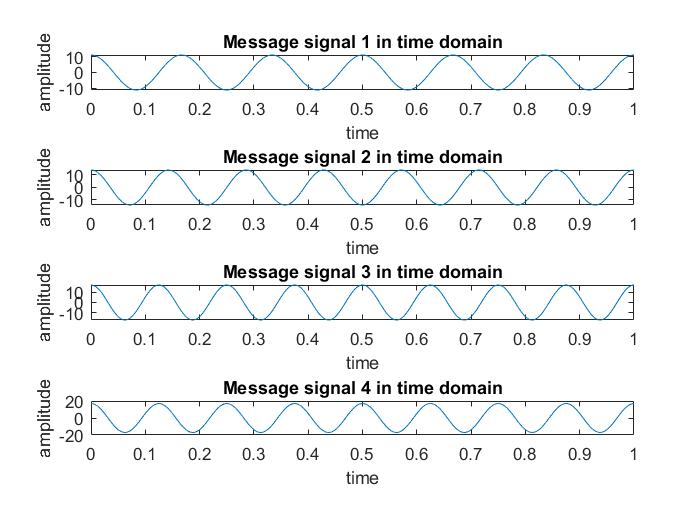 Message signal 1 in time domain
amplitude
10
0
-10
0 0.1 0.2 0.3 0.4 0.5 0.6 0.7 0.8 0.9 1
time
Message signal 2 in time domain
amplitude
10
0
-10
0 0.1 0.2 0.3 0.4 0.5 0.6 0.7 0.8 0.9 1
time
Message signal 3 in time domain
amplitude
10
0
-10
0 0.1 0.2 0.3 0.4 0.5 0.6 0.7 0.8 0.9 1
time
Message signal 4 in time domain
amplitude
20
0
-20
0 0.1 0.2 0.3 0.4 0.5 0.6 0.7 0.8 0.9 1
time